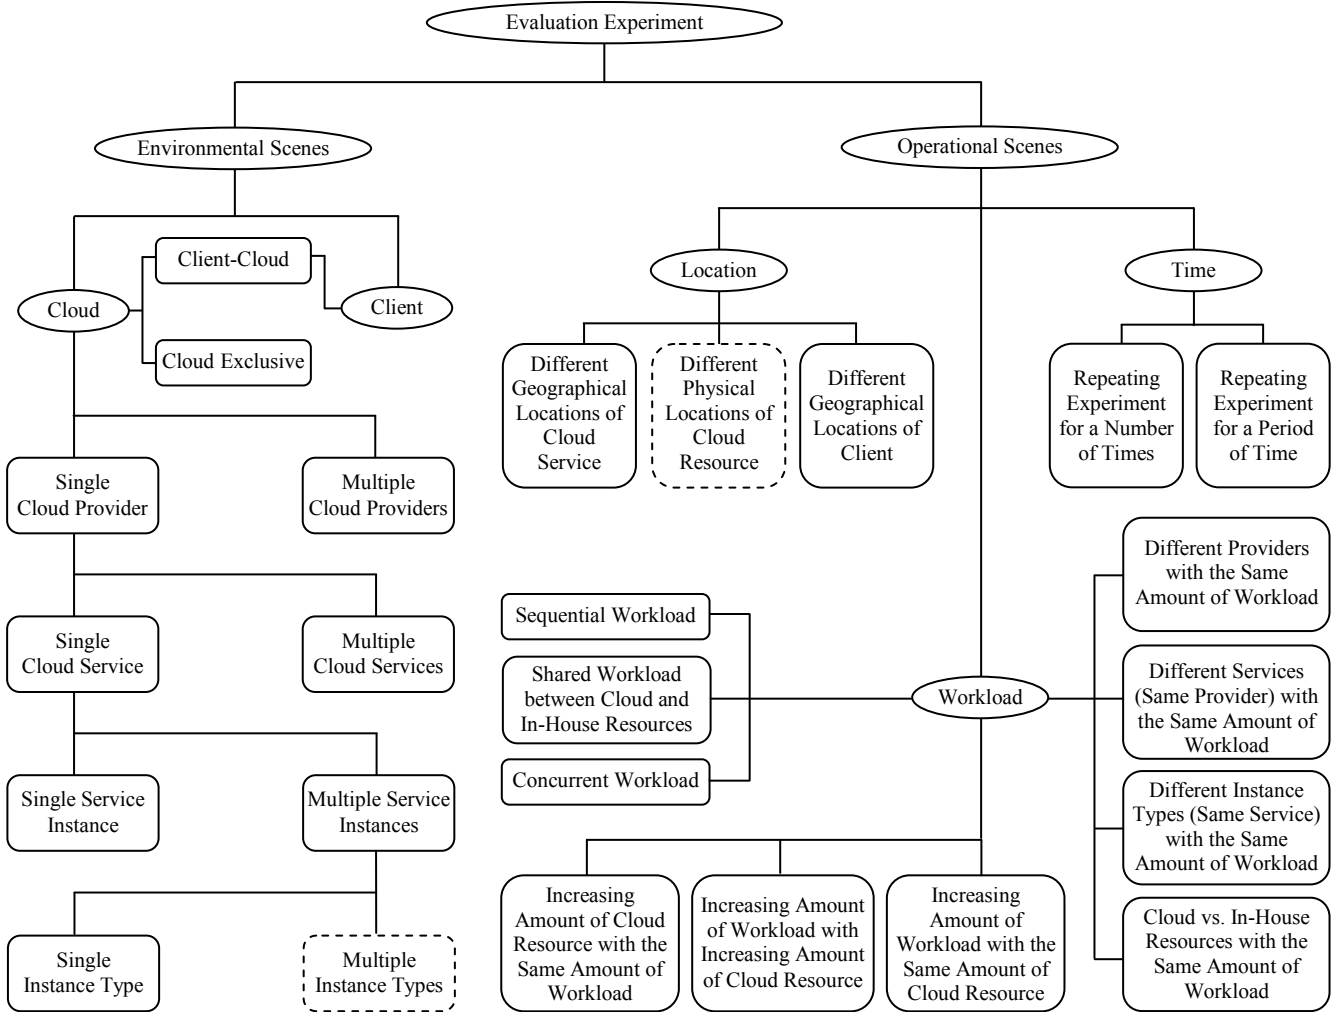 Evaluation Experiment
Environmental Scenes
Operational Scenes
Client-Cloud
Cloud
Client
Cloud Exclusive
Single
Cloud Provider
Multiple
Cloud Providers
Single
Cloud Service
Multiple
Cloud Services
Single Service
Instance
Multiple Service
Instances
Single
Instance Type
Multiple
Instance Types
Location
Time
Different
Geographical
Locations of
Cloud
Service
Different
Physical
Locations of
Cloud
Resource
Different
Geographical
Locations of
Client
Repeating
Experiment
for a Number
of Times
Repeating
Experiment
for a Period
of Time
Sequential Workload
Shared Workload
between Cloud and
In-House Resources
Concurrent Workload
Workload
Different Providers
with the Same
Amount of Workload
Different Services
(Same Provider) with
the Same Amount of
Workload
Different Instance
Types (Same Service)
with the Same
Amount of Workload
Cloud vs. In-House
Resources with the
Same Amount of
Workload
Increasing
Amount of Cloud
Resource with the
Same Amount of
Workload
Increasing Amount
of Workload with
Increasing Amount
of Cloud Resource
Increasing
Amount of
Workload with the
Same Amount of
Cloud Resource